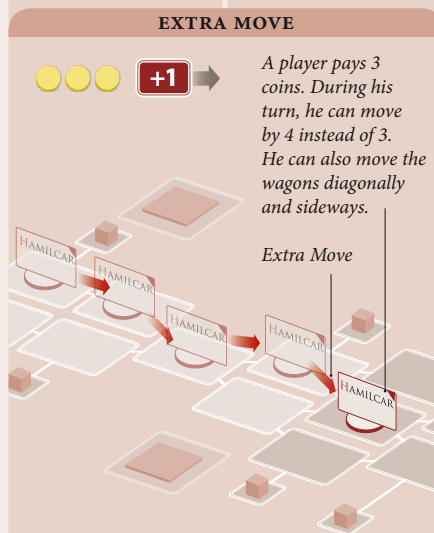 EXTRA MOVE
+1
A player pays 3
coins. During his
turn, he can move
by 4 instead of 3.
He can also move the
wagons diagonally
and sideways.
Extra Move
HAMILCAR
HAMILCAR
HAMILCAR
HAMILCAR
HAMILCAR